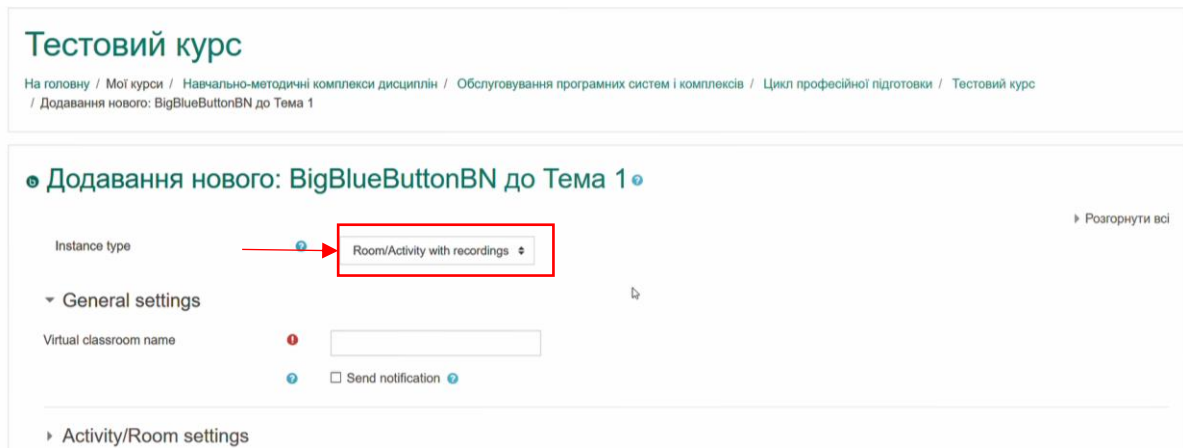 Тестовий курс
На головну / Мої курси / Навчально-методичні комплекси дисциплін / Обслуговування програмних систем і комплексів / Цикл професійної підготовки / Тестовий курс
/ Додавання нового: BigBlueButtonBN до Тема 1
Додавання нового: BigBlueButtonBN до Тема 1
Розгорнути всі
Instance type
Room/Activity with recordings
General settings
Virtual classroom name
Send notification
Activity/Room settings